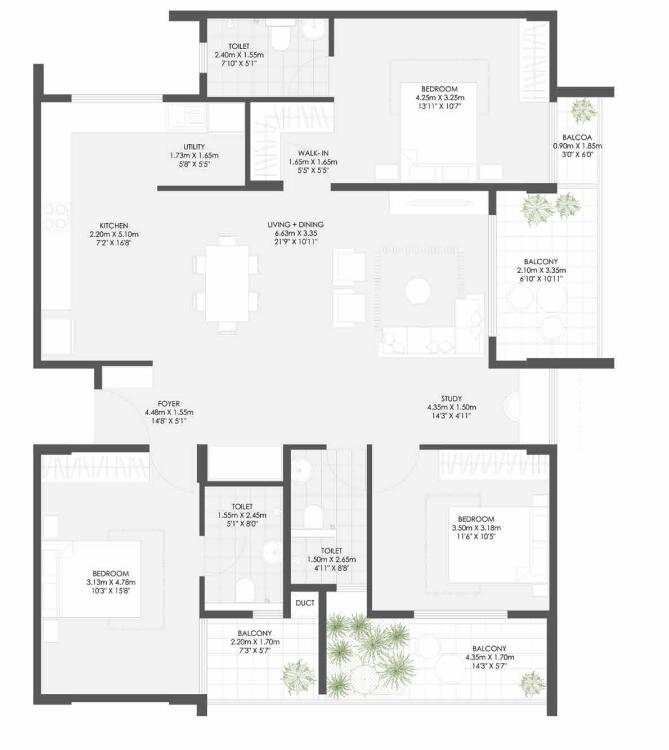 TOILET
2.40m X 1.55m
7'10" X 5'1"
BEDROOM
4.25m X 3.25m
13'11" X 10'7"
BALCOA
0.90m X 1.85m
3'0" X 6'0"
UTILITY
1.73m X 1.65m
5'8" X 5'5"
WALK- IN
1.65m X 1.65m
5'5" X 5'5"
KITCHEN
2.20m X 5.10m
7'2" X 16'8"
LIVING + DINING
6.63m X 3.35
21'9" X 10'11"
BALCONY
2.10m X 3.35m
6'10" X 10'11"
FOYER
4.48m X 1.55m
14'8" X 5'1"
STUDY
4.35m X 1.50m
14'3" X 4'11"
TOILET
1.55m X 2.45m
5'1" X 8'0"
BEDROOM
3.50m X 3.18m
11'6" X 10'5"
TOILET
1.50m X 2.65m
4'11" X 8'8"
BEDROOM
3.13m X 4.78m
10'3" X 15'8"
DUCT
BALCONY
2.20m X 1.70m
7'3" X 5'7"
BALCONY
4.35m X 1.70m
14'3" X 5'7"